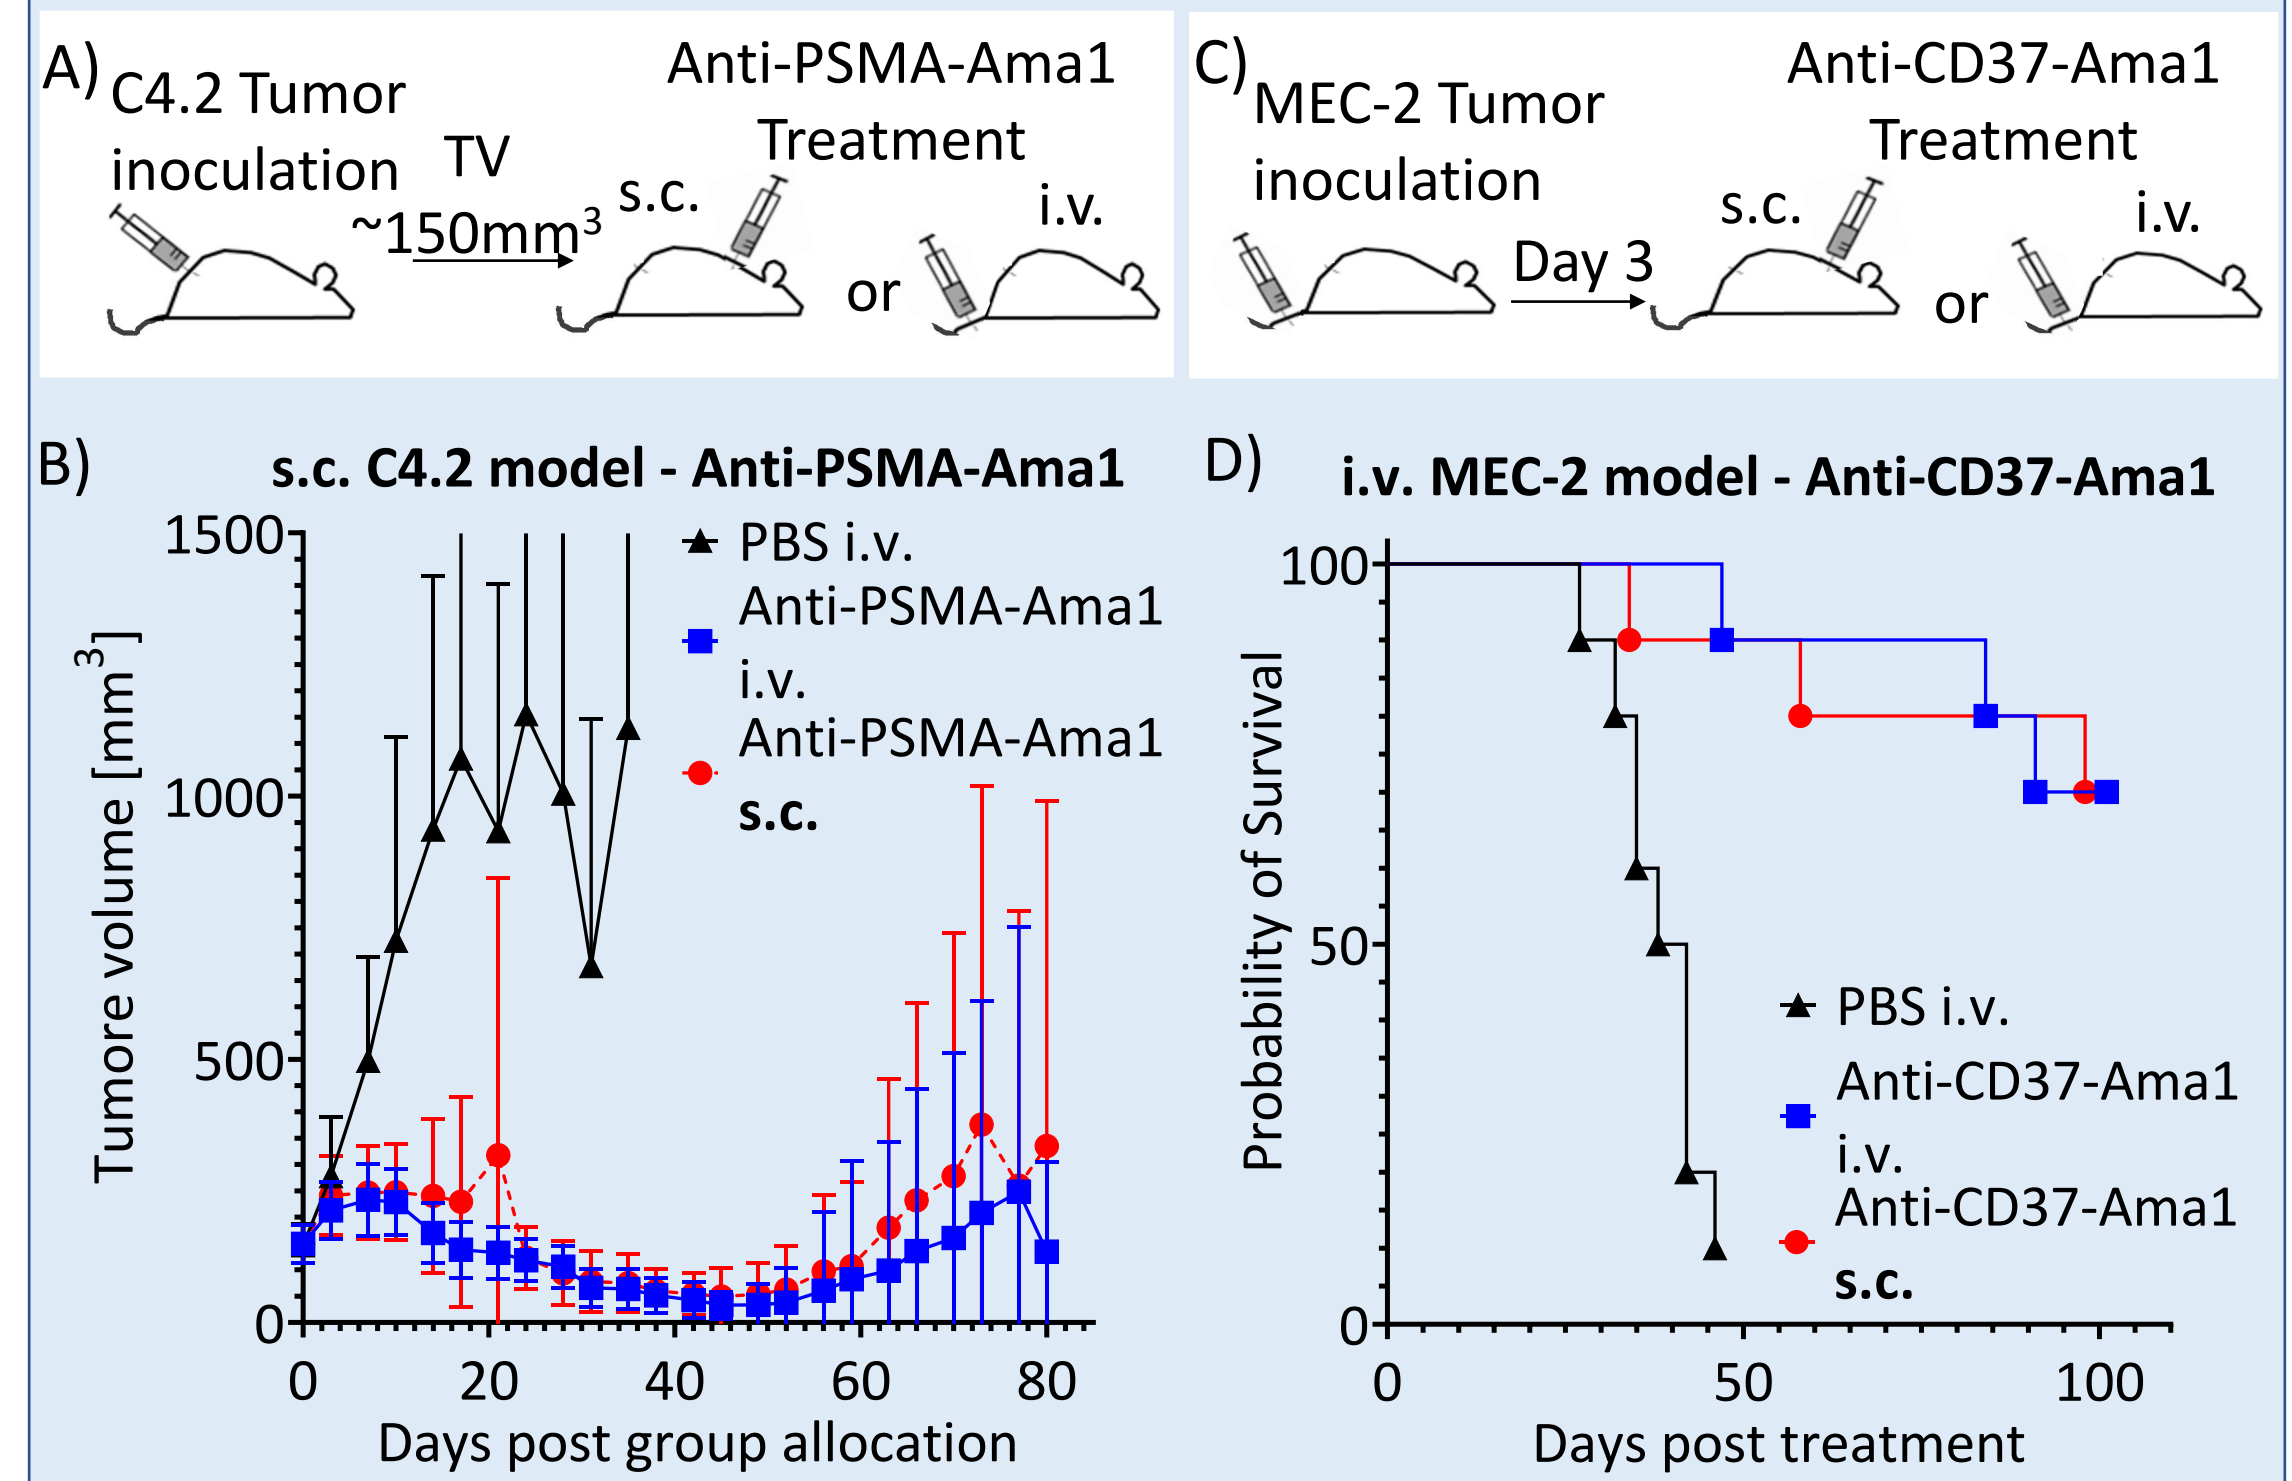 A)
C4.2 Tumor
inoculation
TV
~150mm³
Anti-PSMA-Ama1
Treatment
s.c.
or
i.v.
C)
MEC-2 Tumor
inoculation
Day 3
Anti-CD37-Ama1
Treatment
s.c.
or
i.v.
B)
s.c. C4.2 model - Anti-PSMA-Ama1
Tumore volume [mm³]
1500
1000
500
0
0 20 40 60 80
Days post group allocation
PBS i.v.
Anti-PSMA-Ama1
i.v.
Anti-PSMA-Ama1
s.c.
D)
i.v. MEC-2 model - Anti-CD37-Ama1
Probability of Survival
100
50
0
0 50 100
Days post treatment
PBS i.v.
Anti-CD37-Ama1
i.v.
Anti-CD37-Ama1
s.c.